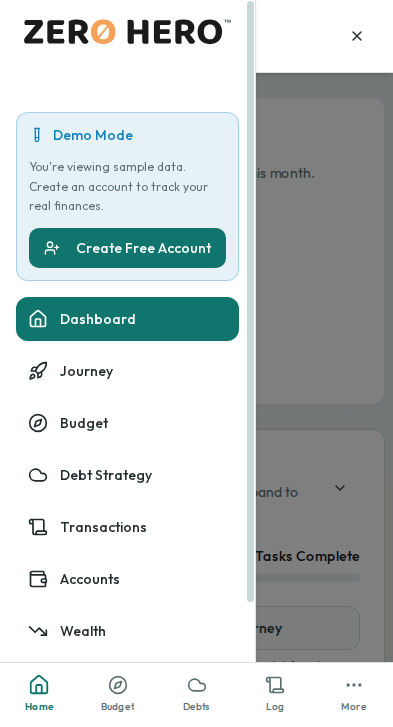 ZERO HERO™
Demo Mode
You're viewing sample data.
Create an account to track your
real finances.
Create Free Account
Dashboard
Journey
Budget
Debt Strategy
Transactions
Accounts
Wealth
is month.
pand to
Tasks Complete
rney
Home
Budget
Debts
Log
More